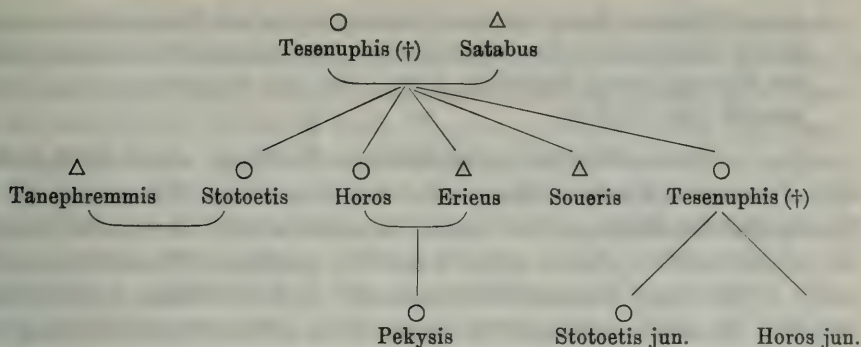 Tesenuphis (†) Satabus
Tanephremmis Stotoetis Horos Erieus Soueris Tesenuphis (†)
Pekysis Stotoetis jun. Horos jun.